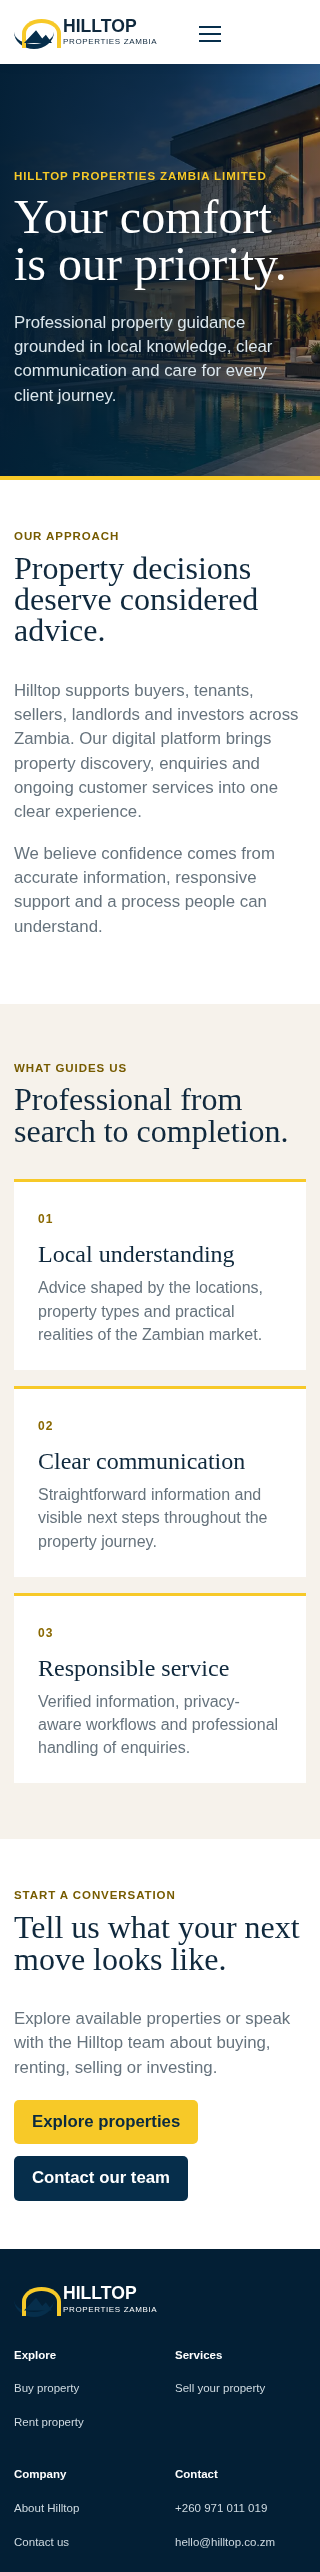 HILLTOP
PROPERTIES ZAMBIA
HILLTOP PROPERTIES ZAMBIA LIMITED
Your comfort
is our priority.
Professional property guidance
grounded in local knowledge, clear
communication and care for every
client journey.
OUR APPROACH
Property decisions
deserve considered
advice.
Hilltop supports buyers, tenants,
sellers, landlords and investors across
Zambia. Our digital platform brings
property discovery, enquiries and
ongoing customer services into one
clear experience.
We believe confidence comes from
accurate information, responsive
support and a process people can
understand.
WHAT GUIDES US
Professional from
search to completion.
01
Local understanding
Advice shaped by the locations,
property types and practical
realities of the Zambian market.
02
Clear communication
Straightforward information and
visible next steps throughout the
property journey.
03
Responsible service
Verified information, privacy-
aware workflows and professional
handling of enquiries.
START A CONVERSATION
Tell us what your next
move looks like.
Explore available properties or speak
with the Hilltop team about buying,
renting, selling or investing.
Explore properties
Contact our team
HILLTOP
PROPERTIES ZAMBIA
Explore
Buy property
Rent property
Services
Sell your property
Company
About Hilltop
Contact us
Contact
+260 971 011 019
hello@hilltop.co.zm